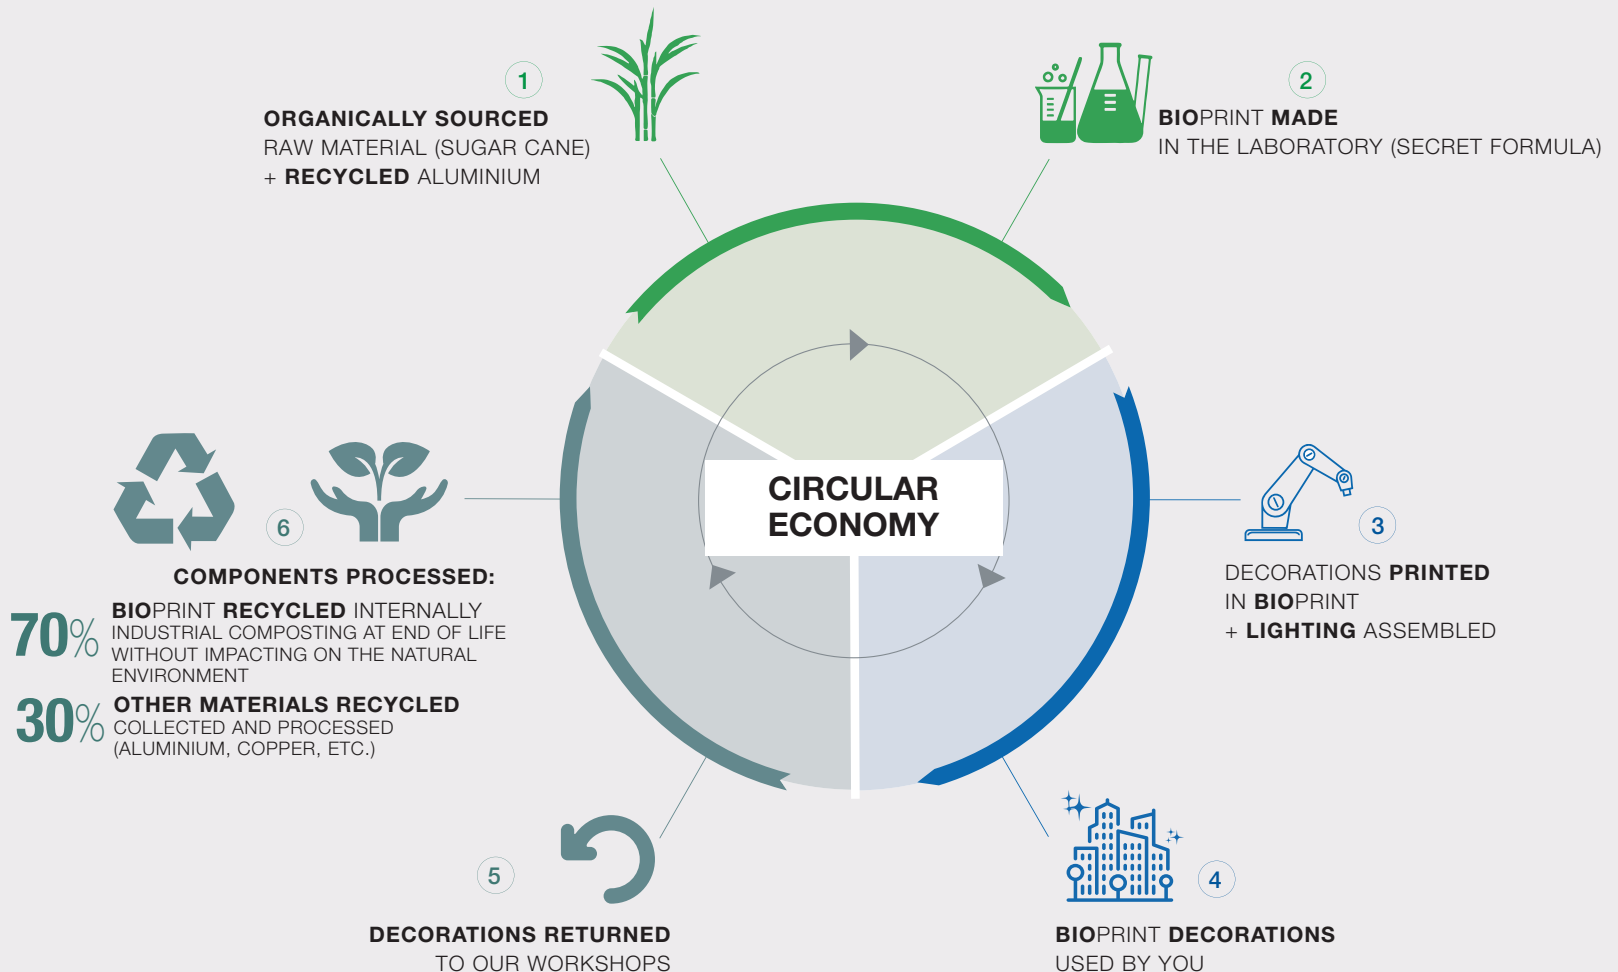 1
ORGANICALLY SOURCED
RAW MATERIAL (SUGAR CANE)
+ RECYCLED ALUMINIUM
2
BIOPRINT MADE
IN THE LABORATORY (SECRET FORMULA)
CIRCULAR
ECONOMY
3
DECORATIONS PRINTED
IN BIOPRINT
+ LIGHTING ASSEMBLED
4
BIOPRINT DECORATIONS
USED BY YOU
5
DECORATIONS RETURNED
TO OUR WORKSHOPS
6
COMPONENTS PROCESSED:
70%
BIOPRINT RECYCLED INTERNALLY
INDUSTRIAL COMPOSTING AT END OF LIFE
WITHOUT IMPACTING ON THE NATURAL
ENVIRONMENT
30%
OTHER MATERIALS RECYCLED
COLLECTED AND PROCESSED
(ALUMINIUM, COPPER, ETC.)